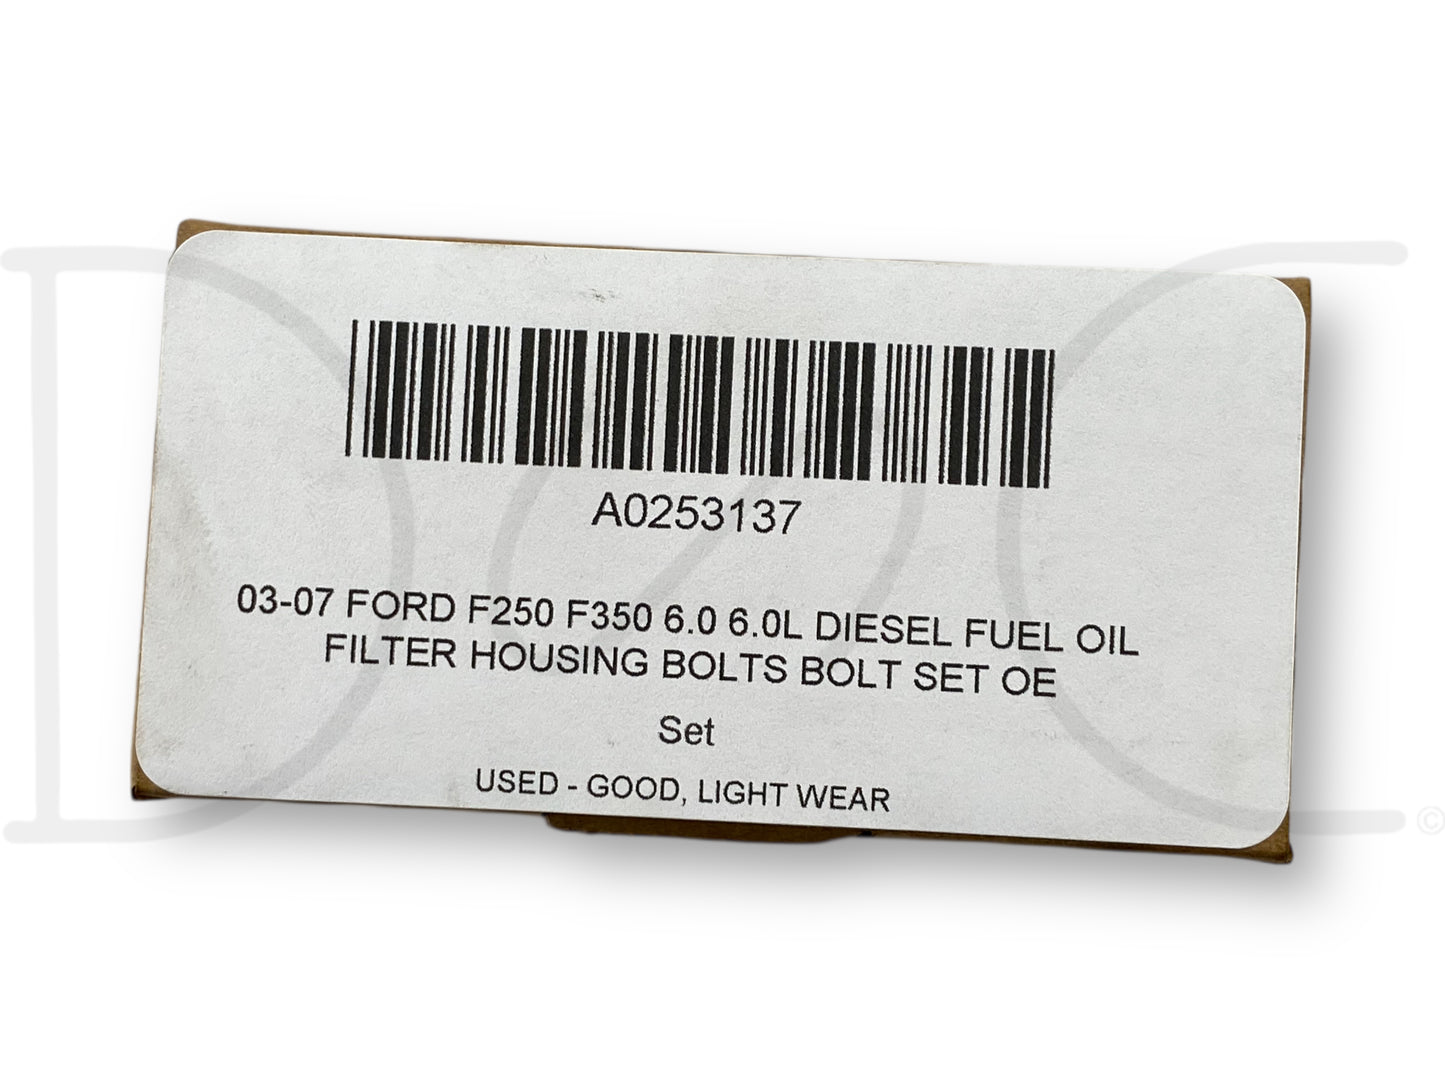 A0253137
03-07 FORD F250 F350 6.0 6.0L DIESEL FUEL OIL
FILTER HOUSING BOLTS BOLT SET OE
Set
USED - GOOD, LIGHT WEAR
D2C
©